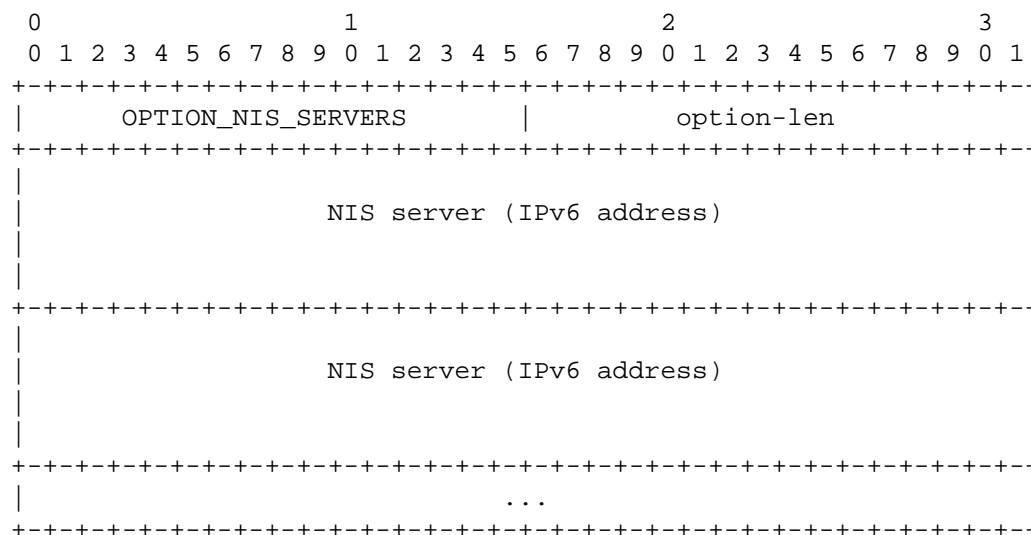 0                   1                   2                   3
 0 1 2 3 4 5 6 7 8 9 0 1 2 3 4 5 6 7 8 9 0 1 2 3 4 5 6 7 8 9 0 1
+-+-+-+-+-+-+-+-+-+-+-+-+-+-+-+-+-+-+-+-+-+-+-+-+-+-+-+-+-+-+-+--
|      OPTION_NIS_SERVERS       |         option-len
+-+-+-+-+-+-+-+-+-+-+-+-+-+-+-+-+-+-+-+-+-+-+-+-+-+-+-+-+-+-+-+--
|
|                   NIS server (IPv6 address)
|
|
+-+-+-+-+-+-+-+-+-+-+-+-+-+-+-+-+-+-+-+-+-+-+-+-+-+-+-+-+-+-+-+--
|
|                   NIS server (IPv6 address)
|
|
+-+-+-+-+-+-+-+-+-+-+-+-+-+-+-+-+-+-+-+-+-+-+-+-+-+-+-+-+-+-+-+--
|                              ...
+-+-+-+-+-+-+-+-+-+-+-+-+-+-+-+-+-+-+-+-+-+-+-+-+-+-+-+-+-+-+-+--